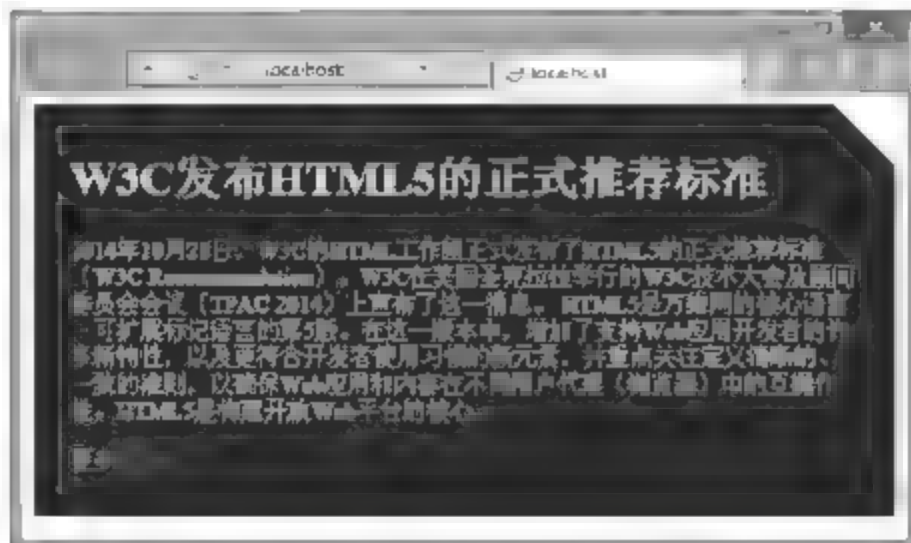 localhost localhost
W3C发布HTML5的正式推荐标准
2014年10月28日，W3C的HTML工作组正式发布了HTML5的正式推荐标准
（W3C）。W3C在美国圣克拉拉举行的W3C技术大会及顾问
委员会会议（TPAC 2014）上宣布了这一消息。HTML5是万维网的核心语言
可扩展标记语言的第5版。在这一版本中，增加了支持Web应用开发者的许
多新特性，以及更符合开发者使用习惯的新元素，并重点关注定义清晰的、
一致的准则，以确保Web应用和内容在不同用户代理（浏览器）中的互操作
性。HTML5是构建开放Web平台的核心